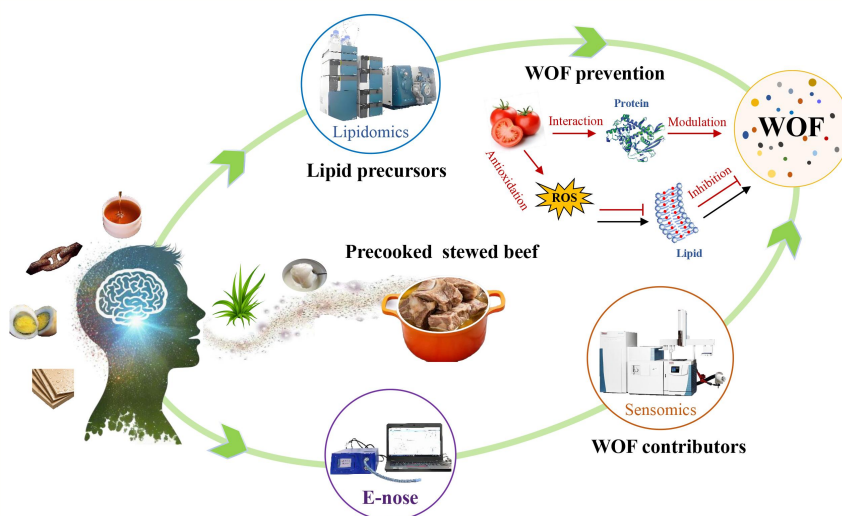 WOF prevention
Protein
Interaction
Modulation
WOF
Antioxidation
ROS
Inhibition
Lipid
Lipidomics
Lipid precursors
Precooked stewed beef
Sensomics
WOF contributors
E-nose